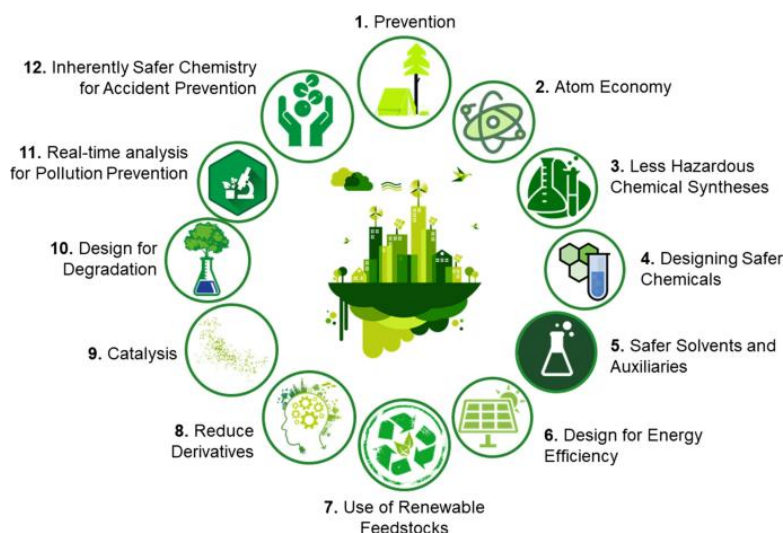 1. Prevention
2. Atom Economy
3. Less Hazardous
Chemical Syntheses
4. Designing Safer
Chemicals
5. Safer Solvents and
Auxiliaries
6. Design for Energy
Efficiency
7. Use of Renewable
Feedstocks
8. Reduce
Derivatives
9. Catalysis
10. Design for
Degradation
11. Real-time analysis
for Pollution Prevention
12. Inherently Safer Chemistry
for Accident Prevention